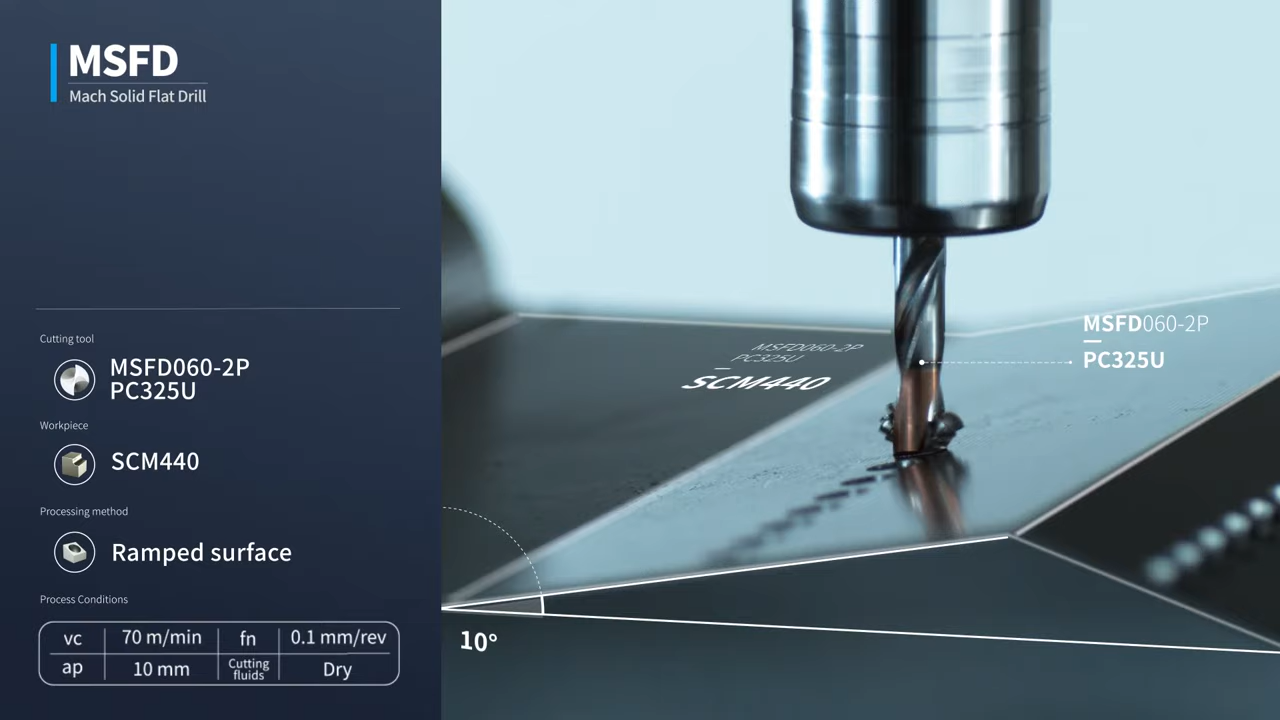 MSFD
Mach Solid Flat Drill
Cutting tool
MSFD060-2P
PC325U
Workpiece
SCM440
Processing method
Ramped surface
Process Conditions
vc 70 m/min fn 0.1 mm/rev
ap 10 mm Cutting fluids Dry
MSFD060-2P
PC325U
SCM440
MSFD060-2P
PC325U
10°